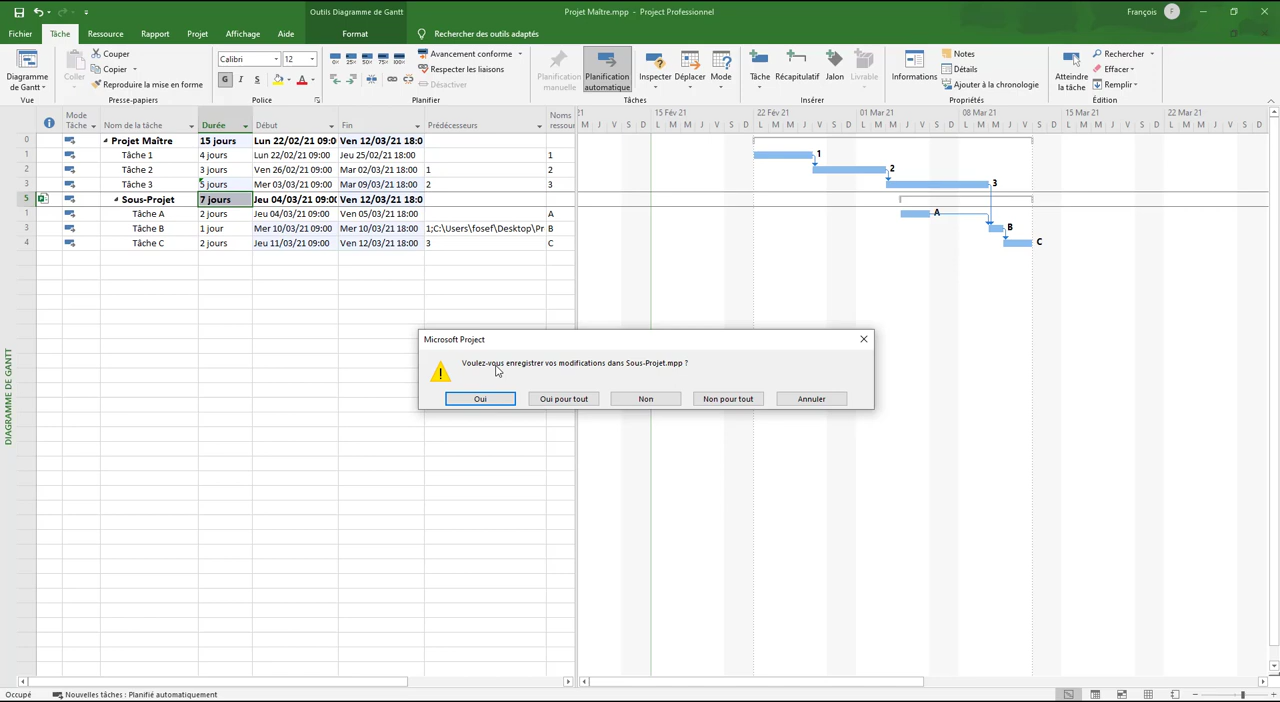 Outils Diagramme de Gantt
Projet Maître.mpp - Project Professionnel
François F
Fichier Tâche Ressource Rapport Projet Affichage Aide Format Rechercher des outils adaptés
Diagramme de Gantt
Vue
Coller
Couper
Copier
Reproduire la mise en forme
Presse-papiers
Calibri 12
G I S
Police
Avancement conforme
Respecter les liaisons
Désactiver
Planifier
Planification manuelle
Planification automatique
Inspecter Déplacer Mode
Tâches
Tâche Récapitulatif Jalon Livrable
Insérer
Informations
Notes
Détails
Ajouter à la chronologie
Propriétés
Atteindre la tâche
Rechercher
Effacer
Remplir
Édition
Mode Tâche Nom de la tâche Durée Début Fin Prédécesseurs Noms ressour
21 15 Fév 21 22 Fév 21 01 Mar 21 08 Mar 21 15 Mar 21 22 Mar 21
M J V S D L M M J V S D L M M J V S D L M M J V S D L M M J V S D L M M J V S D L M M J V S D
0 Projet Maître 15 jours Lun 22/02/21 09:00 Ven 12/03/21 18:0
1 Tâche 1 4 jours Lun 22/02/21 09:00 Jeu 25/02/21 18:00 1
2 Tâche 2 3 jours Ven 26/02/21 09:00 Mar 02/03/21 18:00 1 2
3 Tâche 3 5 jours Mer 03/03/21 09:00 Mar 09/03/21 18:00 2 3
5 Sous-Projet 7 jours Jeu 04/03/21 09:00 Ven 12/03/21 18:0
1 Tâche A 2 jours Jeu 04/03/21 09:00 Ven 05/03/21 18:00 A
2 Tâche B 1 jour Mer 10/03/21 09:00 Mer 10/03/21 18:00 1;C:\Users\fosef\Desktop\Pr B
4 Tâche C 2 jours Jeu 11/03/21 09:00 Ven 12/03/21 18:00 3 C
1
2
3
A
B
C
DIAGRAMME DE GANTT
Microsoft Project
Voulez-vous enregistrer vos modifications dans Sous-Projet.mpp ?
Oui Oui pour tout Non Non pour tout Annuler
Occupé Nouvelles tâches : Planifié automatiquement